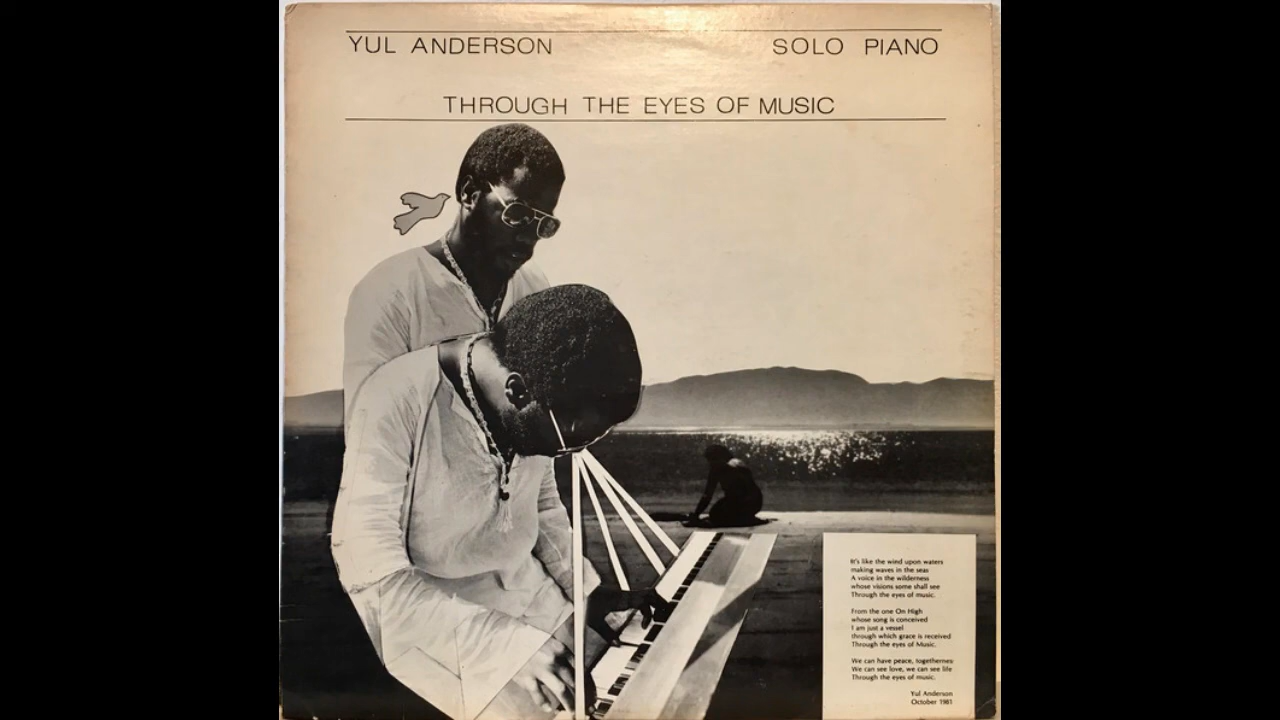 YUL ANDERSON SOLO PIANO
THROUGH THE EYES OF MUSIC
It's like the wind upon waters
making waves in the seas
A voice in the wilderness
whose visions some shall see
Through the eyes of music.
From the one On High
whose song is conceived
I am just a vessel
through which grace is received
Through the eyes of Music.
We can have peace, togethernes
We can see love, we can see life
Through the eyes of music.
Yul Anderson
October 1981